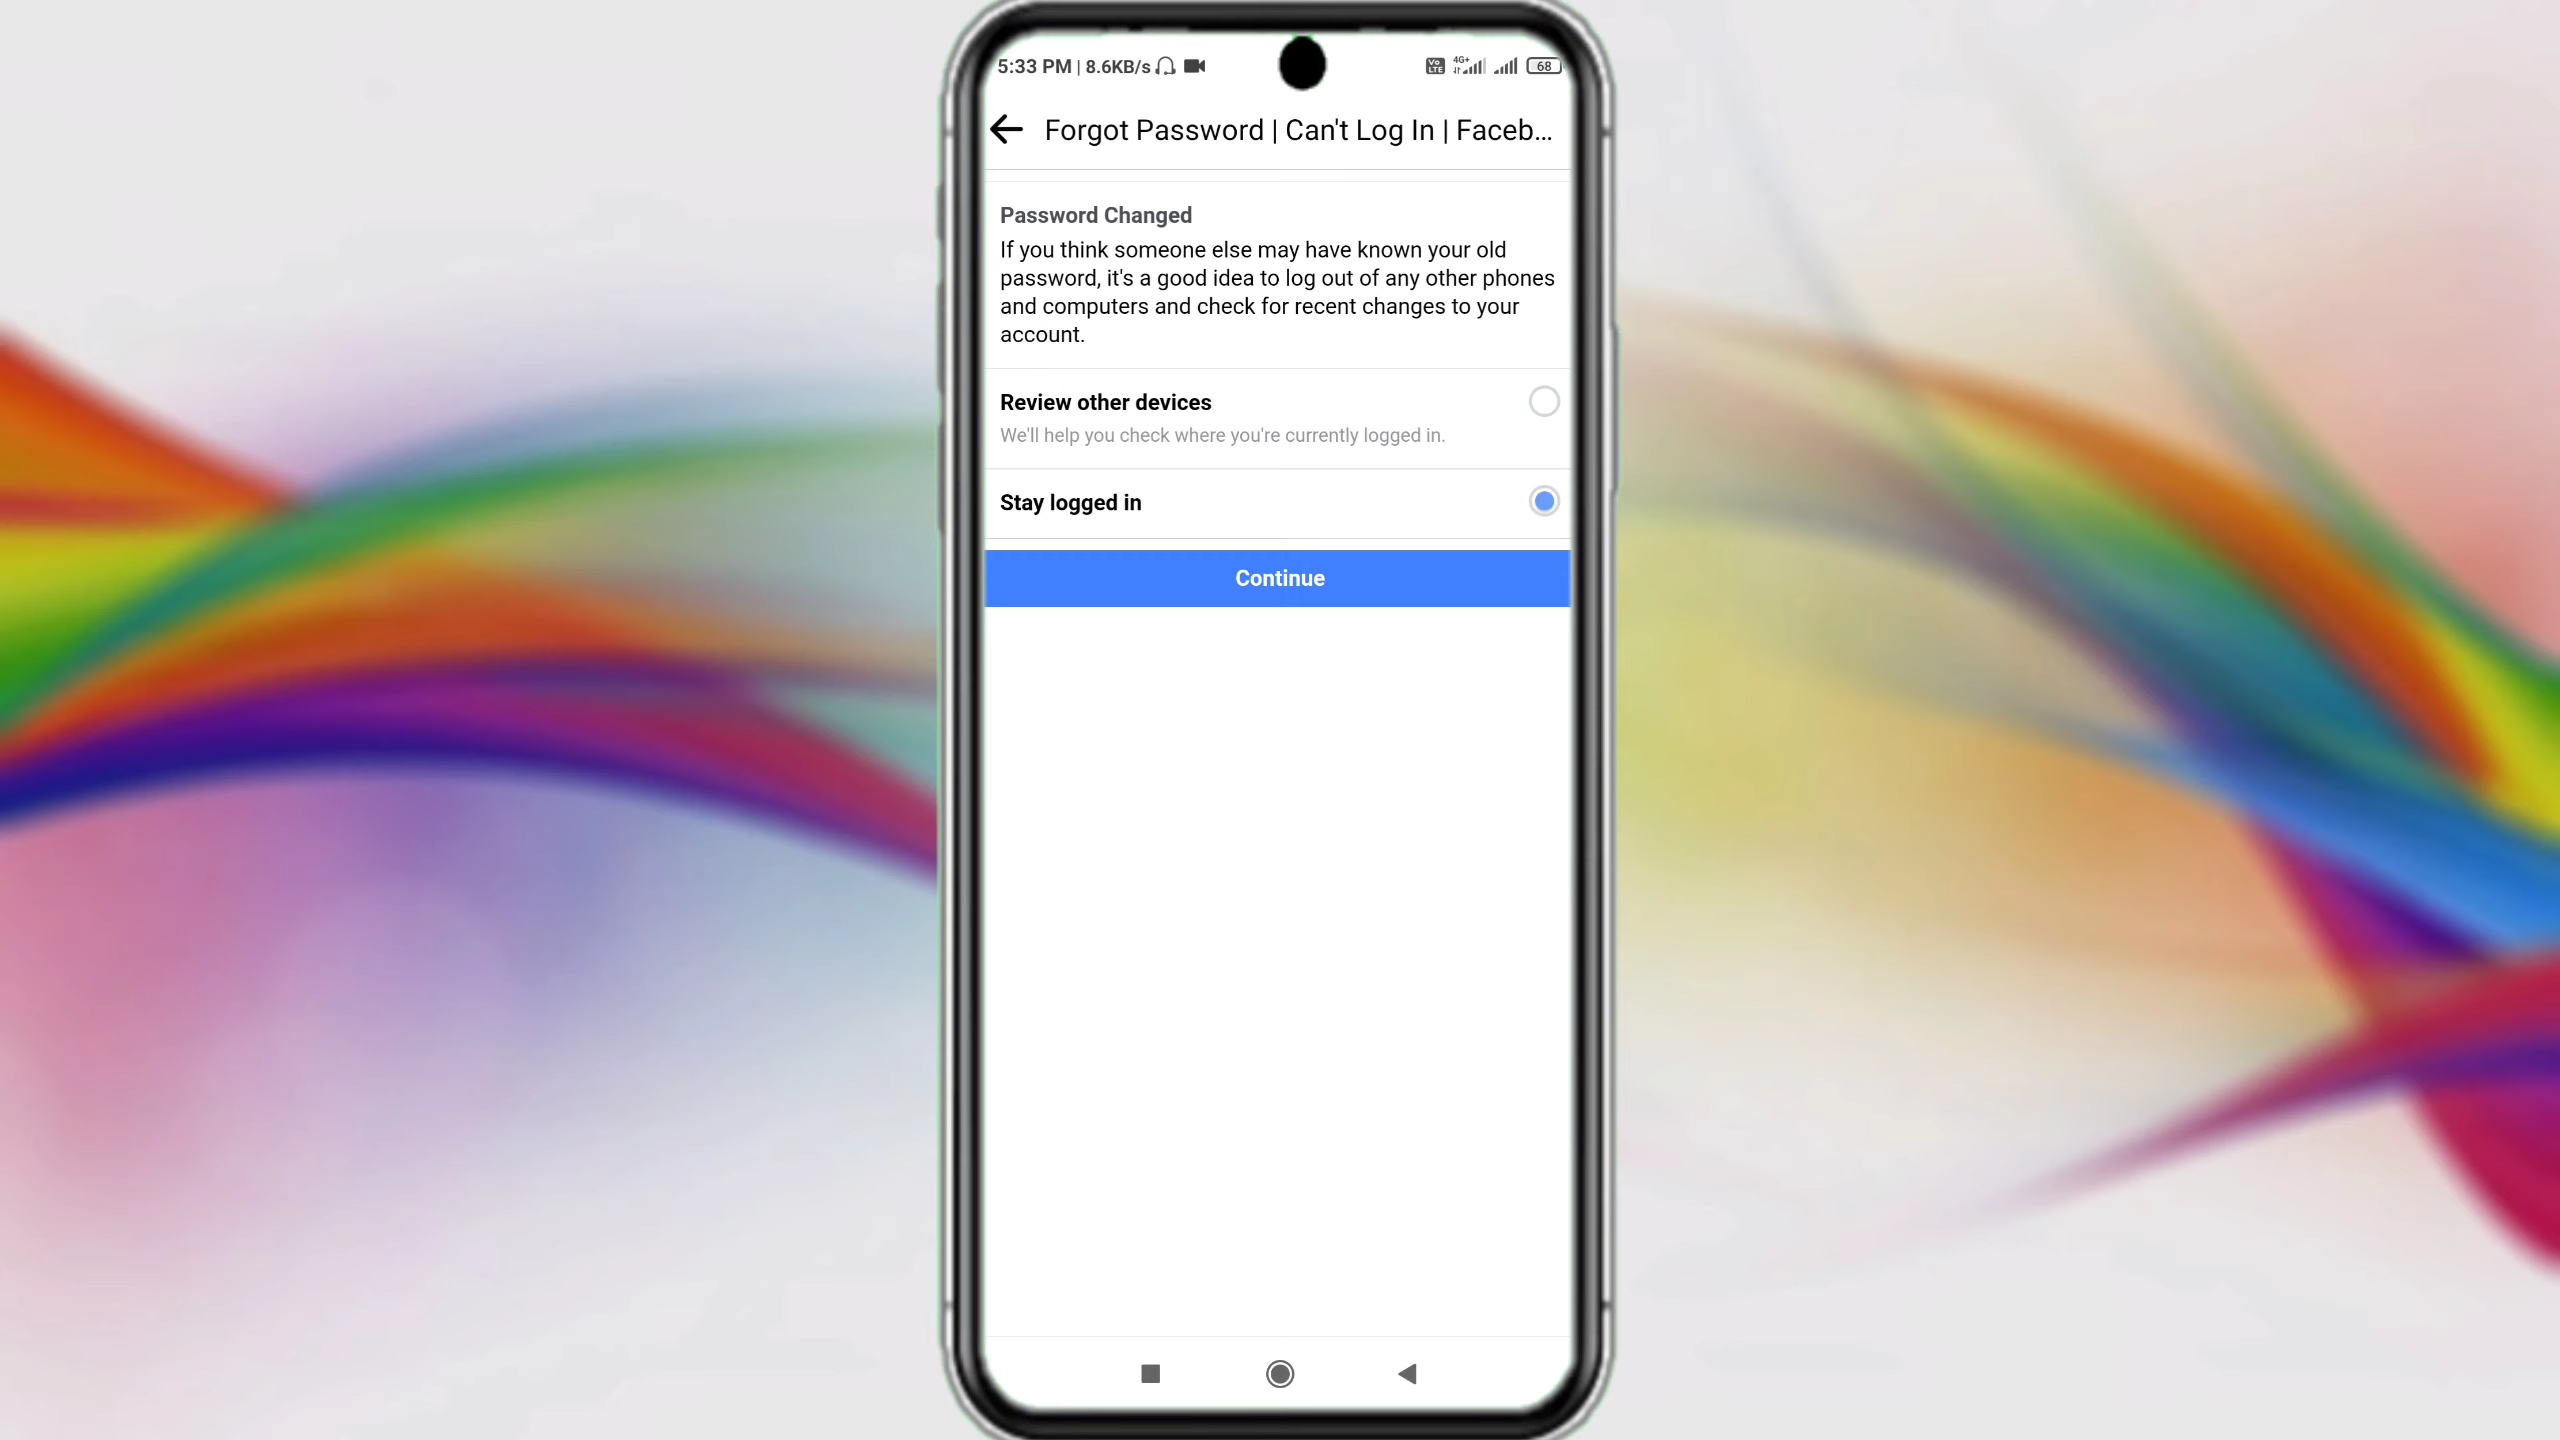 5:33 PM | 8.6KB/s Vo LTE 4G+ 68
Forgot Password | Can't Log In | Faceb...
Password Changed
If you think someone else may have known your old
password, it's a good idea to log out of any other phones
and computers and check for recent changes to your
account.
Review other devices
We'll help you check where you're currently logged in.
Stay logged in
Continue